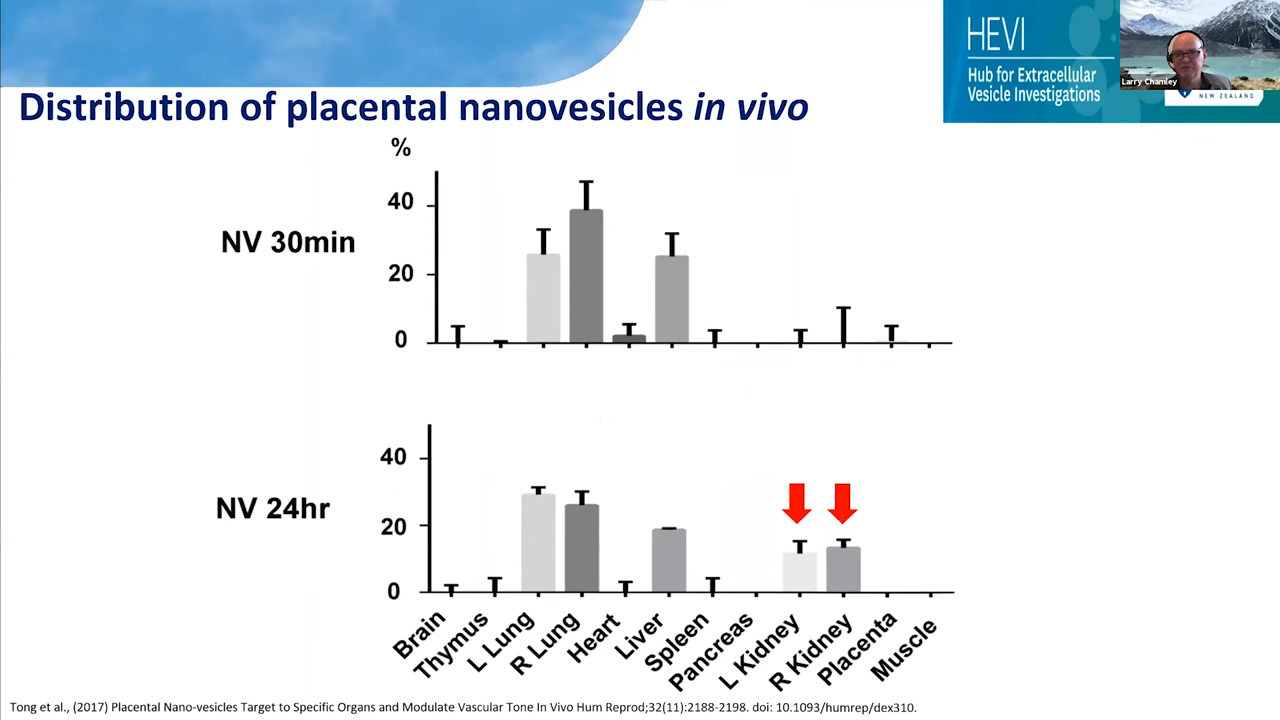 HEVI
Hub for Extracellular
Vesicle Investigations
Larry Chamley
NEW ZEALAND
Distribution of placental nanovesicles in vivo
%
40
20
0
NV 30min
40
20
0
NV 24hr
Brain
Thymus
L Lung
R Lung
Heart
Liver
Spleen
Pancreas
L Kidney
R Kidney
Placenta
Muscle
Tong et al., (2017) Placental Nano-vesicles Target to Specific Organs and Modulate Vascular Tone In Vivo Hum Reprod;32(11):2188-2198. doi: 10.1093/humrep/dex310.